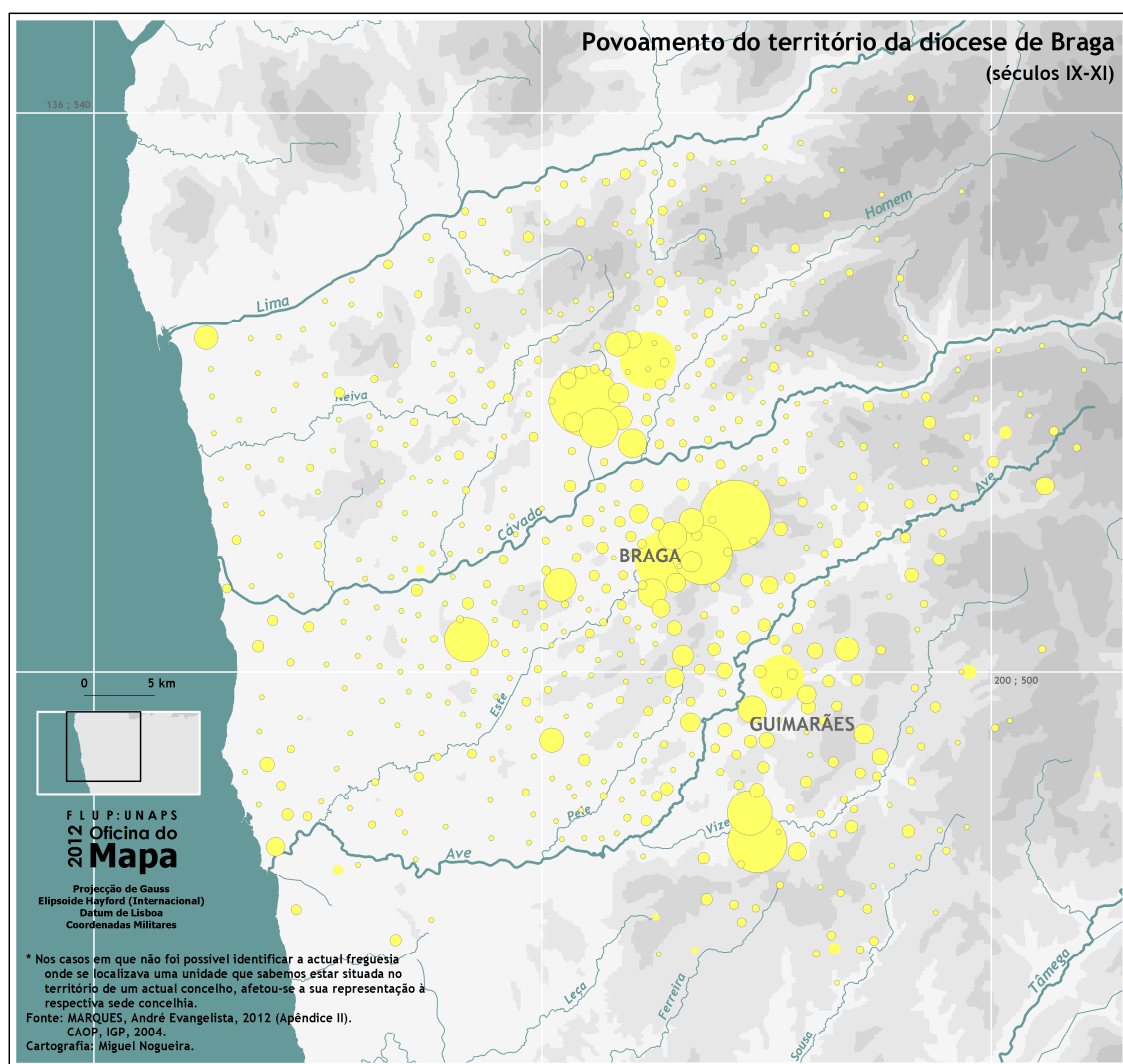 Povoamento do território da diocese de Braga
(séculos IX-XI)
136 ; 540
Homem
Lima
Neiva
Cávado
Ave
BRAGA
0 5 km
200 ; 500
Este
GUIMARÃES
F L U P : U N A P S
2012 Oficina do
Mapa
Pele
Vizela
Ave
Projecção de Gauss
Elipsoide Hayford (Internacional)
Datum de Lisboa
Coordenadas Militares
* Nos casos em que não foi possível identificar a actual freguesia
onde se localizava uma unidade que sabemos estar situada no
território de um actual concelho, afetou-se a sua representação à
respectiva sede concelhia.
Fonte: MARQUES, André Evangelista, 2012 (Apêndice II).
CAOP, IGP, 2004.
Cartografia: Miguel Nogueira.
Leça
Ferreira
Sousa
Tâmega